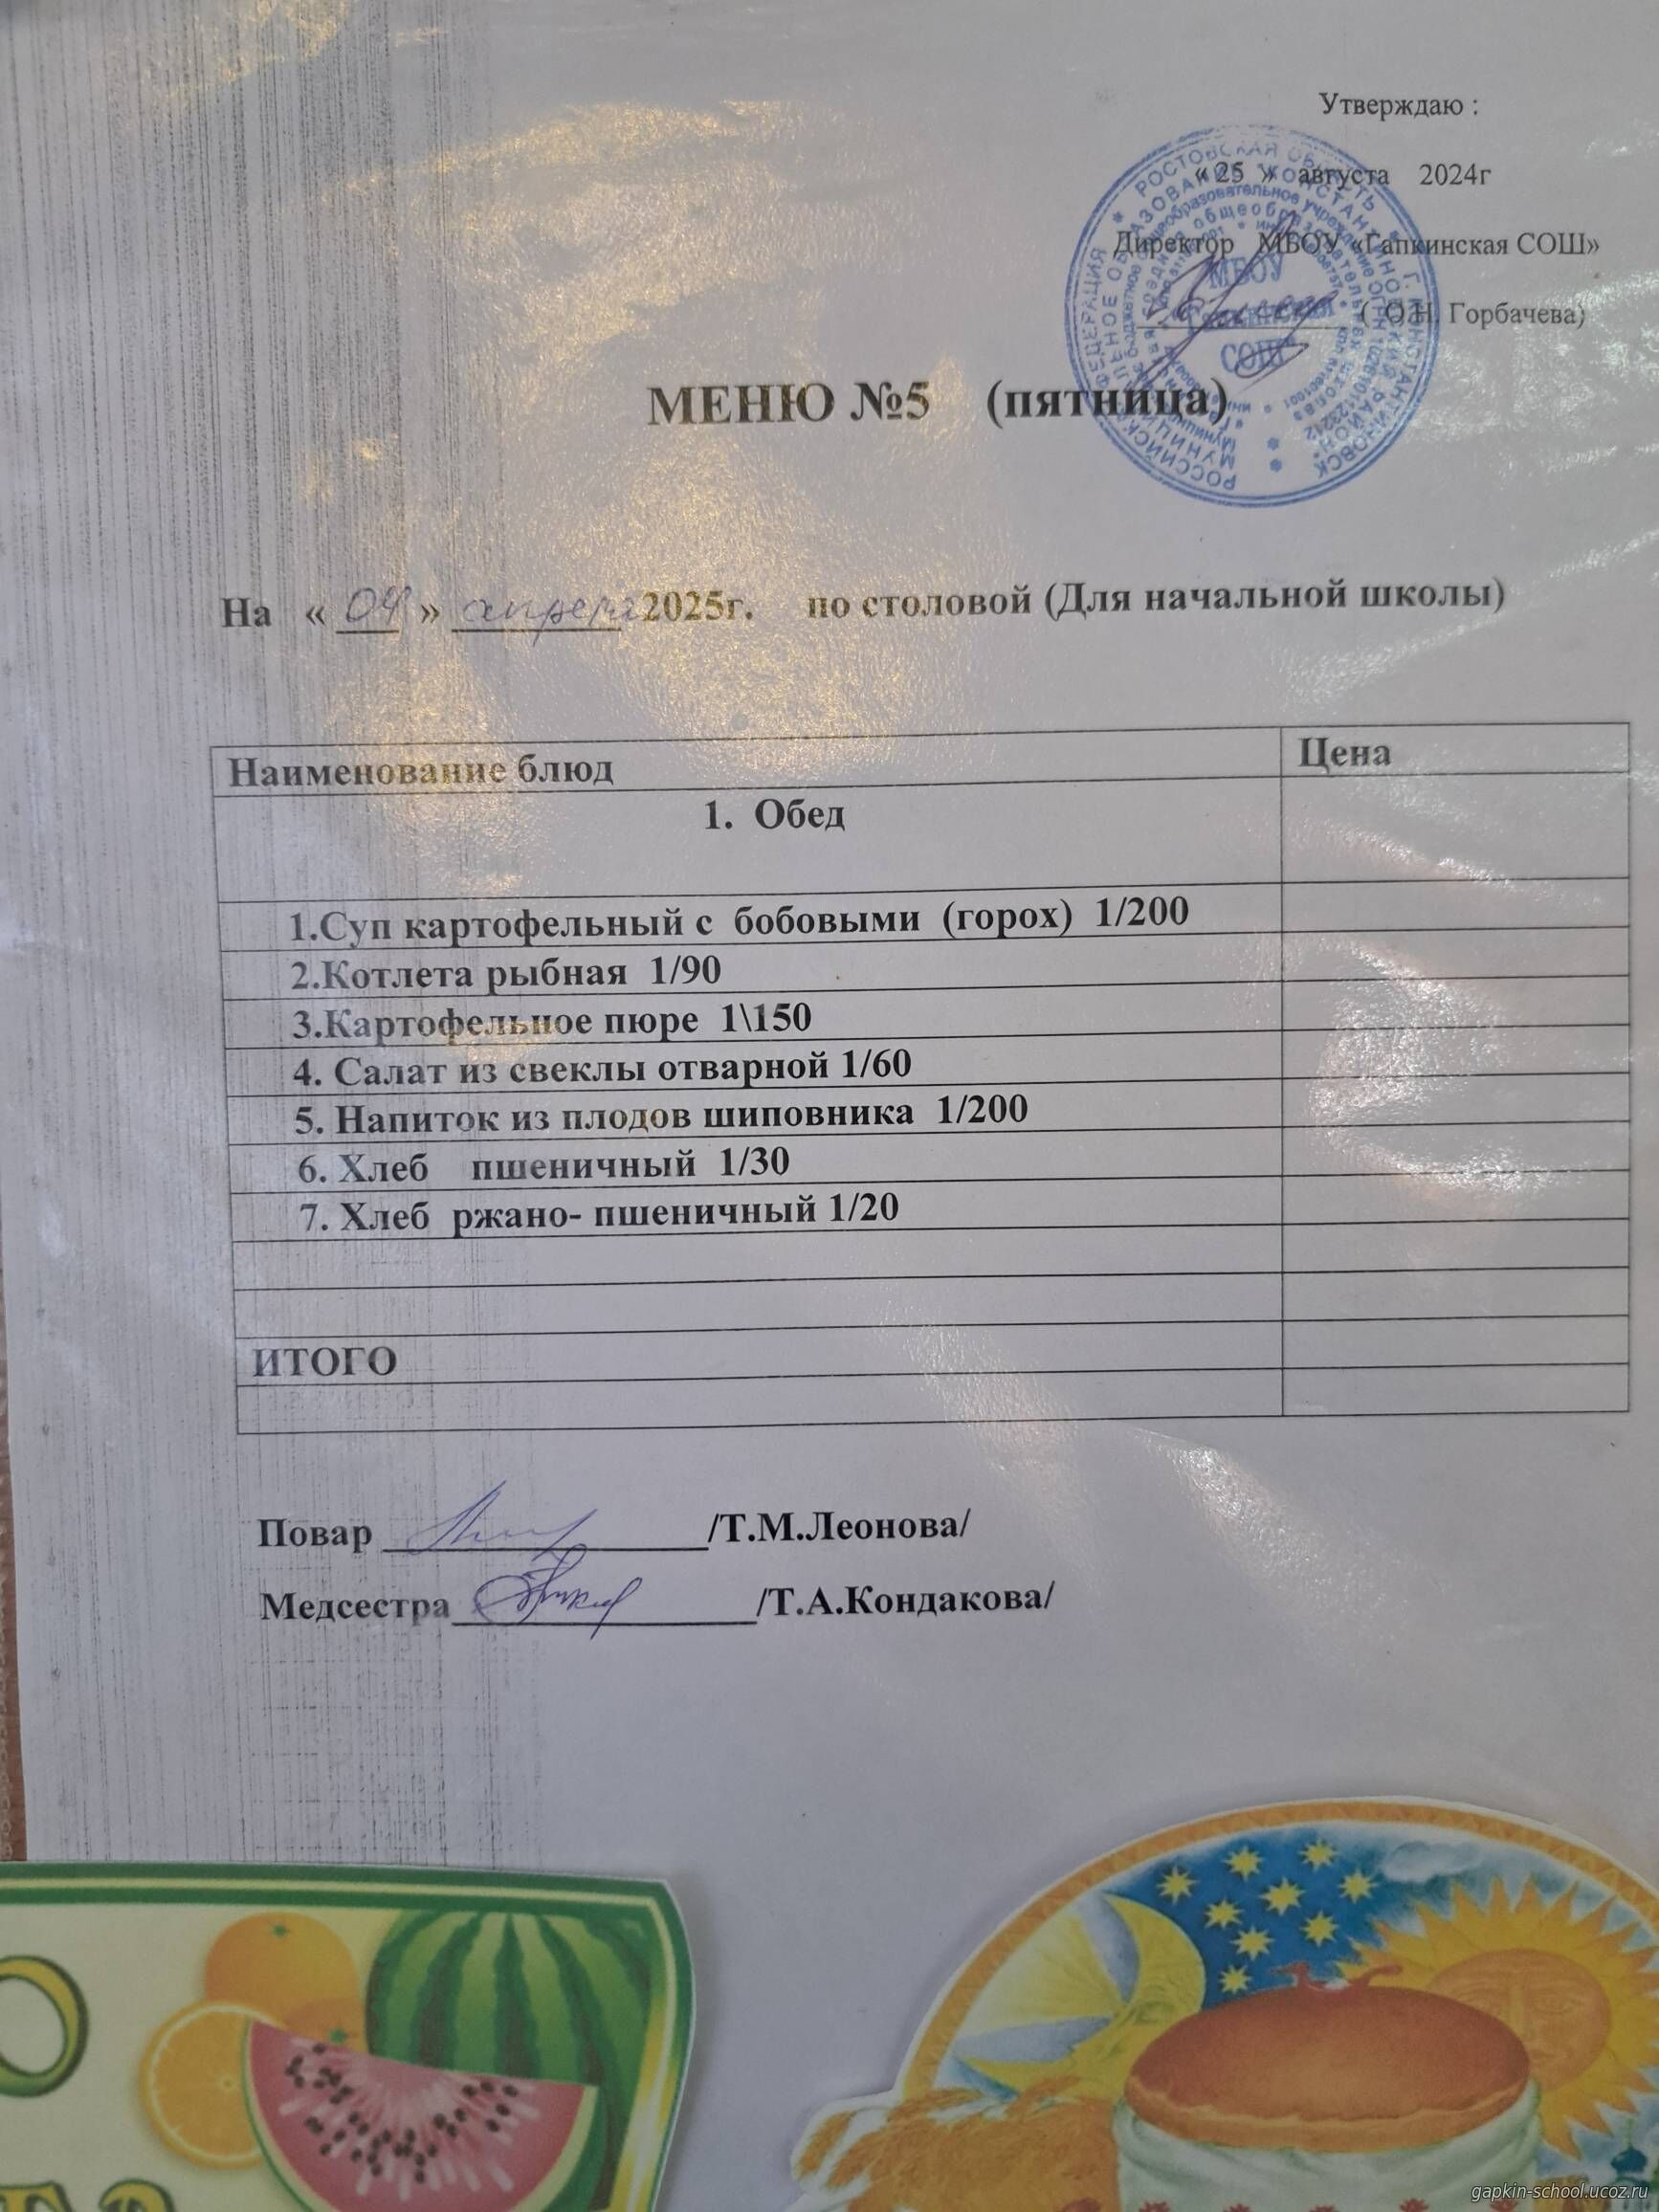 Утверждаю :
« 25 » августа 2024г
Директор МБОУ «Гапкинская СОШ»
( О.Н. Горбачева)
МБОУ
СОШ
МЕНЮ №5 (пятница)
На « 04 » апреля 2025г. по столовой (Для начальной школы)
Наименование блюд Цена
1. Обед
1.Суп картофельный с бобовыми (горох) 1/200
2.Котлета рыбная 1/90
3.Картофельное пюре 1\150
4. Салат из свеклы отварной 1/60
5. Напиток из плодов шиповника 1/200
6. Хлеб пшеничный 1/30
7. Хлеб ржано- пшеничный 1/20
ИТОГО
Повар /Т.М.Леонова/
Медсестра /Т.А.Кондакова/
gapkin-school.ucoz.ru